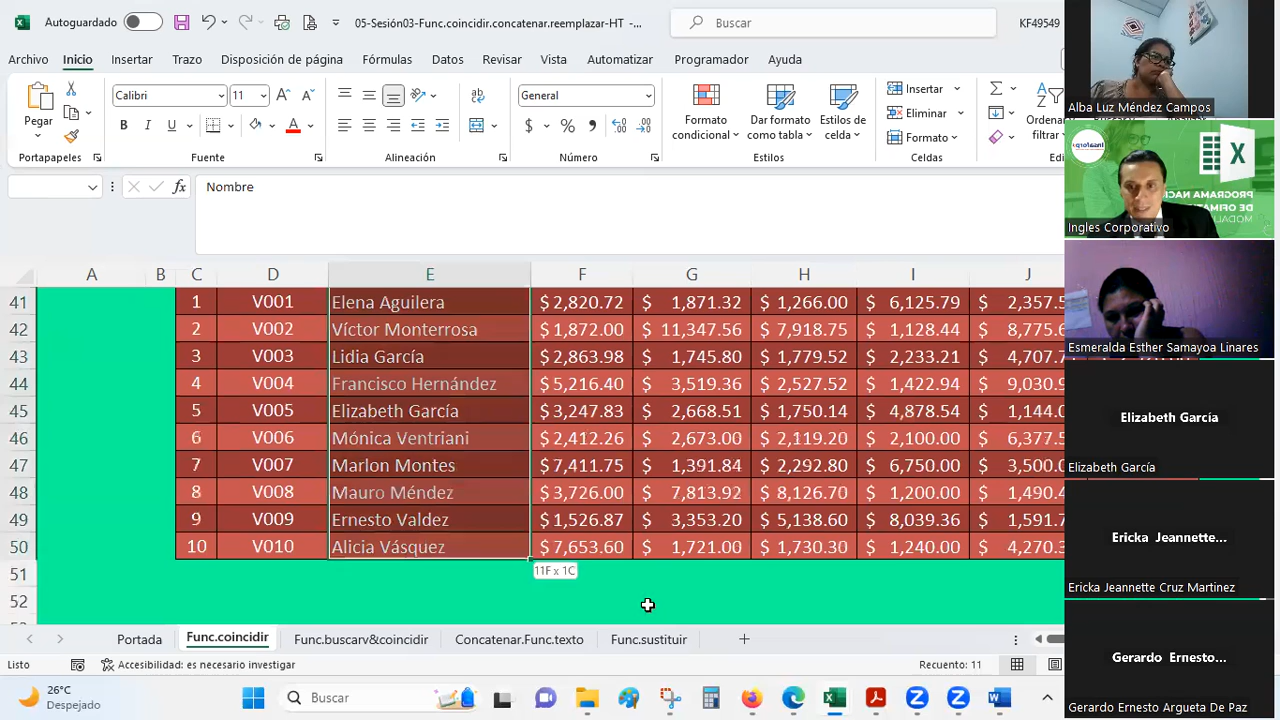 Autoguardado
05-Sesión03-Func.coincidir.concatenar.reemplazar-HT -...
Buscar
KF49549
Archivo Inicio Insertar Trazo Disposición de página Fórmulas Datos Revisar Vista Automatizar Programador Ayuda
Pegar
Calibri 11
N K S
General
$ % 000
Formato condicional
Dar formato como tabla
Estilos de celda
Insertar
Eliminar
Formato
Ordenar
filtrar
Portapapeles Fuente Alineación Número Estilos Celdas
fx Nombre
A B C D E F G H I J
41 1 V001 Elena Aguilera $ 2,820.72 $ 1,871.32 $ 1,266.00 $ 6,125.79 $ 2,357.5
42 2 V002 Víctor Monterrosa $ 1,872.00 $ 11,347.56 $ 7,918.75 $ 1,128.44 $ 8,775.6
43 3 V003 Lidia García $ 2,863.98 $ 1,745.80 $ 1,779.52 $ 2,233.21 $ 4,707.7
44 4 V004 Francisco Hernández $ 5,216.40 $ 3,519.36 $ 2,527.52 $ 1,422.94 $ 9,030.9
45 5 V005 Elizabeth García $ 3,247.83 $ 2,668.51 $ 1,750.14 $ 4,878.54 $ 1,144.0
46 6 V006 Mónica Ventriani $ 2,412.26 $ 2,673.00 $ 2,119.20 $ 2,100.00 $ 6,377.5
47 7 V007 Marlon Montes $ 7,411.75 $ 1,391.84 $ 2,292.80 $ 6,750.00 $ 3,500.0
48 8 V008 Mauro Méndez $ 3,726.00 $ 7,813.92 $ 8,126.70 $ 1,200.00 $ 1,490.4
49 9 V009 Ernesto Valdez $ 1,526.87 $ 3,353.20 $ 5,138.60 $ 8,039.36 $ 1,591.7
50 10 V010 Alicia Vásquez $ 7,653.60 $ 1,721.00 $ 1,730.30 $ 1,240.00 $ 4,270.3
51
11F x 1C
52
Portada Func.coincidir Func.buscarv&coincidir Concatenar.Func.texto Func.sustituir
Listo
Accesibilidad: es necesario investigar
Recuento: 11
26°C
Despejado
Buscar
Alba Luz Méndez Campos
PROGRAMA NAC
DE OFIMÁT
MODAL
Ingles Corporativo
Esmeralda Esther Samayoa Linares
Elizabeth García
Elizabeth García
Ericka Jeannette...
Ericka Jeannette Cruz Martinez
Gerardo Ernesto...
Gerardo Ernesto Argueta De Paz